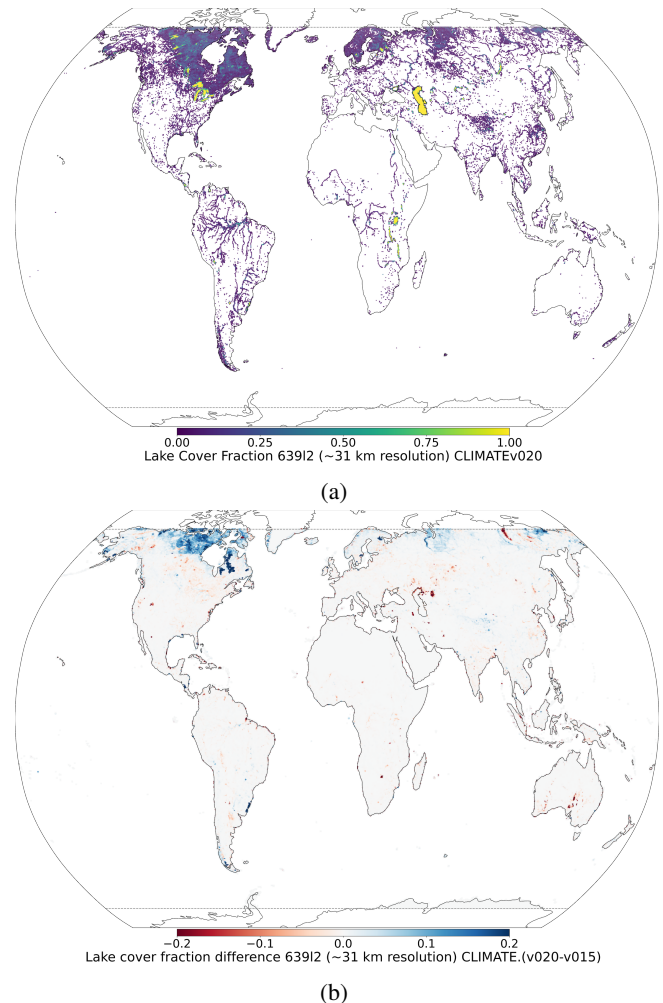 0.00 0.25 0.50 0.75 1.00
Lake Cover Fraction 639l2 (~31 km resolution) CLIMATEv020
(a)
−0.2 −0.1 0.0 0.1 0.2
Lake cover fraction difference 639l2 (~31 km resolution) CLIMATE.(v020-v015)
(b)